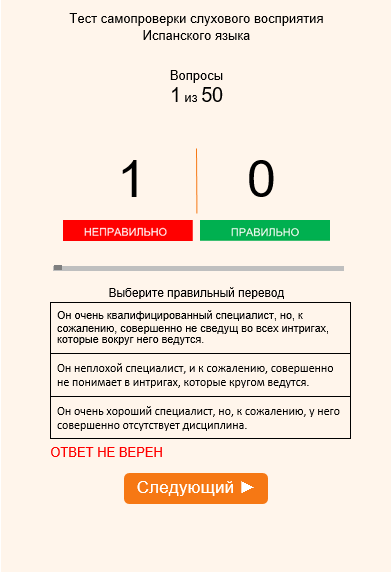 Тест самопроверки слухового восприятия
Испанского языка
Вопросы
1 из 50
1
0
НЕПРАВИЛЬНО
ПРАВИЛЬНО
Выберите правильный перевод
Он очень квалифицированный специалист, но, к
сожалению, совершенно не сведущ во всех интригах,
которые вокруг него ведутся.
Он неплохой специалист, и к сожалению, совершенно
не понимает в интригах, которые кругом ведутся.
Он очень хороший специалист, но, к сожалению, у него
совершенно отсутствует дисциплина.
ОТВЕТ НЕ ВЕРЕН
Следующий ►